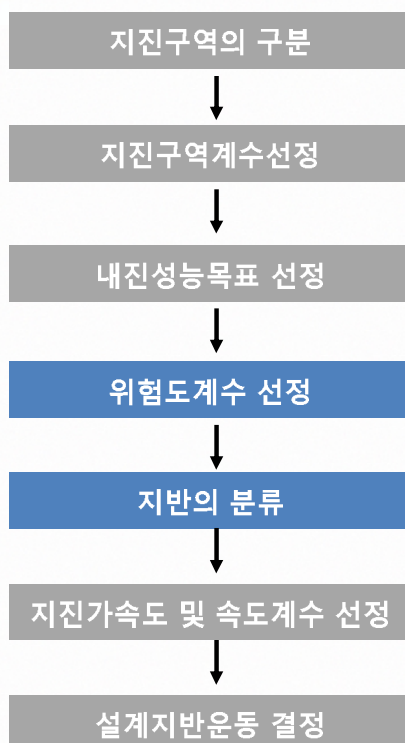 지진구역의 구분
지진구역계수선정
내진성능목표 선정
위험도계수 선정
지반의 분류
지진가속도 및 속도계수 선정
설계지반운동 결정